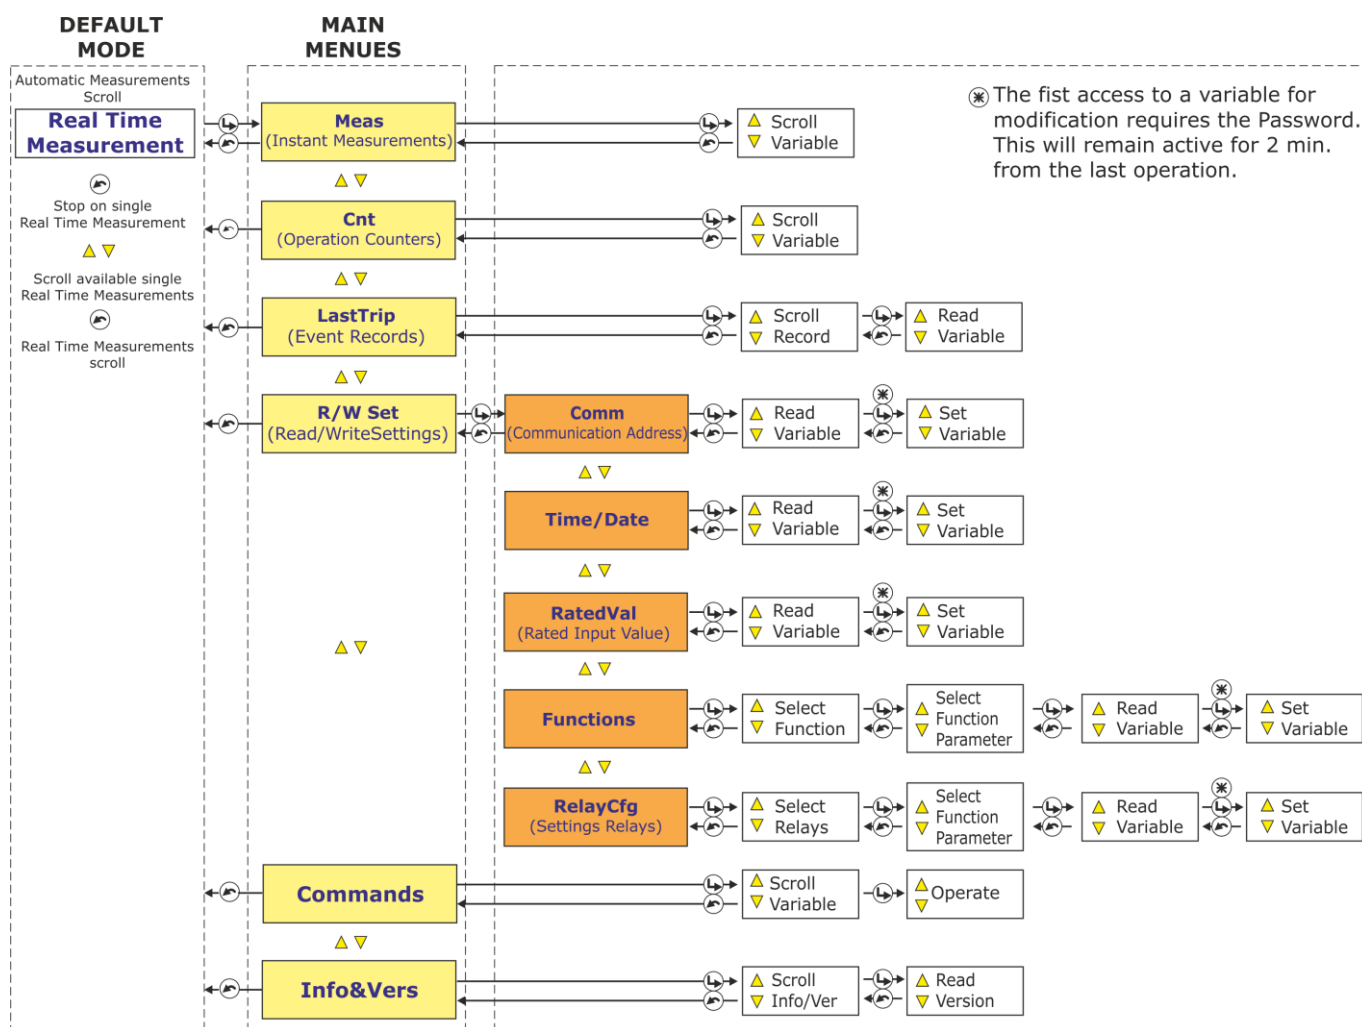 DEFAULT
MODE
MAIN
MENUES
Automatic Measurements
Scroll
Real Time
Measurement
Stop on single
Real Time Measurement
Scroll available single
Real Time Measurements
Real Time Measurements
scroll
The fist access to a variable for
modification requires the Password.
This will remain active for 2 min.
from the last operation.
Meas
(Instant Measurements)
Scroll
Variable
Cnt
(Operation Counters)
Scroll
Variable
LastTrip
(Event Records)
Scroll
Record
Read
Variable
R/W Set
(Read/WriteSettings)
Comm
(Communication Address)
Read
Variable
Set
Variable
Time/Date
Read
Variable
Set
Variable
RatedVal
(Rated Input Value)
Read
Variable
Set
Variable
Functions
Select
Function
Select
Function
Parameter
Read
Variable
Set
Variable
RelayCfg
(Settings Relays)
Select
Relays
Select
Function
Parameter
Read
Variable
Set
Variable
Commands
Scroll
Variable
Operate
Info&Vers
Scroll
Info/Ver
Read
Version